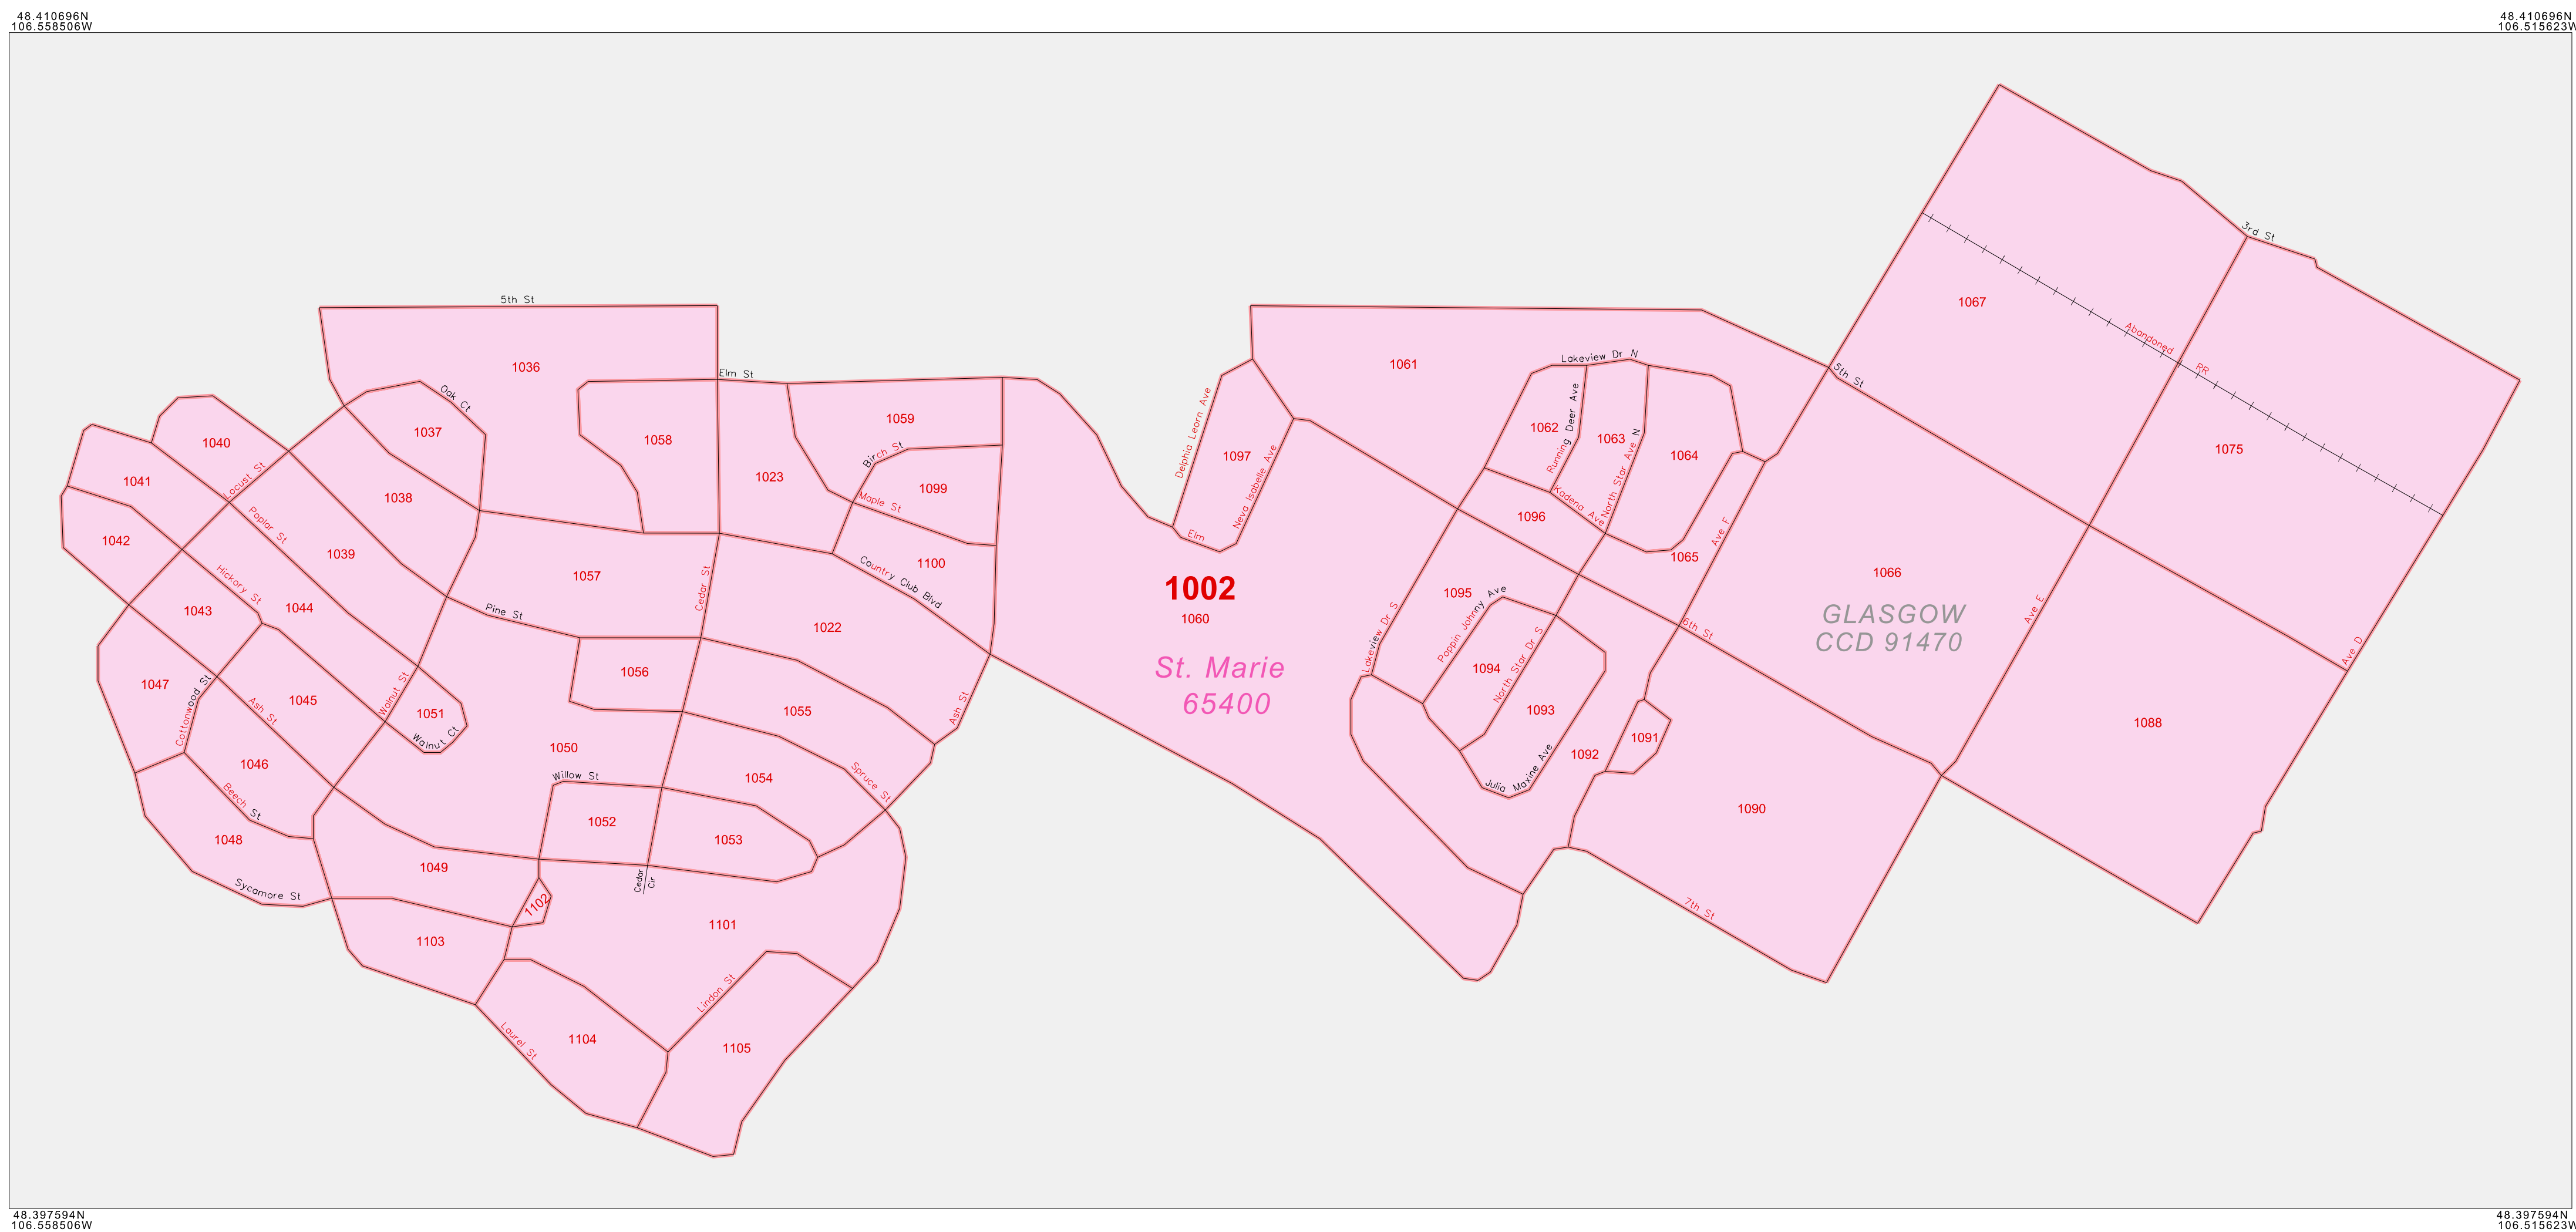 48.410696N
106.558506W
48.410696N
106.515623W
3rd St
5th St
1067
Abandoned
RR
1036
Elm St
Lakeview Dr N
1061
5th St
Oak Ct
Delphia Leorn Ave
Running Deer Ave
1059
1037
1040
1058
Birch St
1062
1063
North Star Ave N
1064
1097
1075
Neva Isabelle Ave
1023
1041
Locust St
1038
1099
Maple St
Kadena Ave
1096
Poplar St
Elm
Ave F
1042
1039
1100
1065
1057
Cedar St
Country Club Blvd
1066
1002
1060
Hickory St
1095
Poppin Johnny Ave
1043
1044
Pine St
Ave E
GLASGOW
CCD 91470
1022
Lakeview Dr S
6th St
St. Marie
65400
1094
North Star Dr S
Ave D
1056
1047
Cottonwood St
1045
Ash St
Walnut St
1051
1055
Ash St
1093
1088
Walnut Ct
1050
1091
1092
1046
Willow St
1054
Spruce St
Julia Maxine Ave
Beech St
1052
1090
1048
1053
1049
Cedar
Cir
Sycamore St
1102
7th St
1101
1103
Lindon St
1104
Laurel St
1105
48.397594N
106.558506W
48.397594N
106.515623W